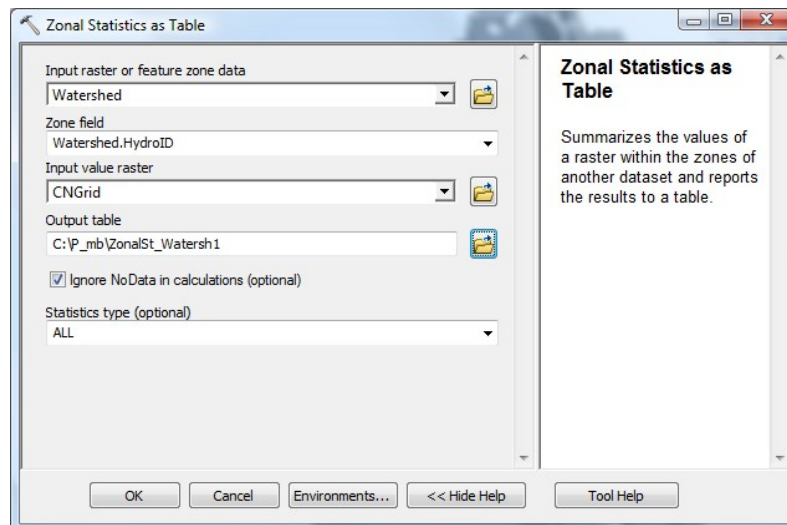 Zonal Statistics as Table
Input raster or feature zone data
Watershed
Zone field
Watershed.HydroID
Input value raster
CNGrid
Output table
C:\P_mb\ZonalSt_Watersh1
Ignore NoData in calculations (optional)
Statistics type (optional)
ALL
Zonal Statistics as
Table
Summarizes the values of
a raster within the zones of
another dataset and reports
the results to a table.
OK
Cancel
Environments...
<< Hide Help
Tool Help